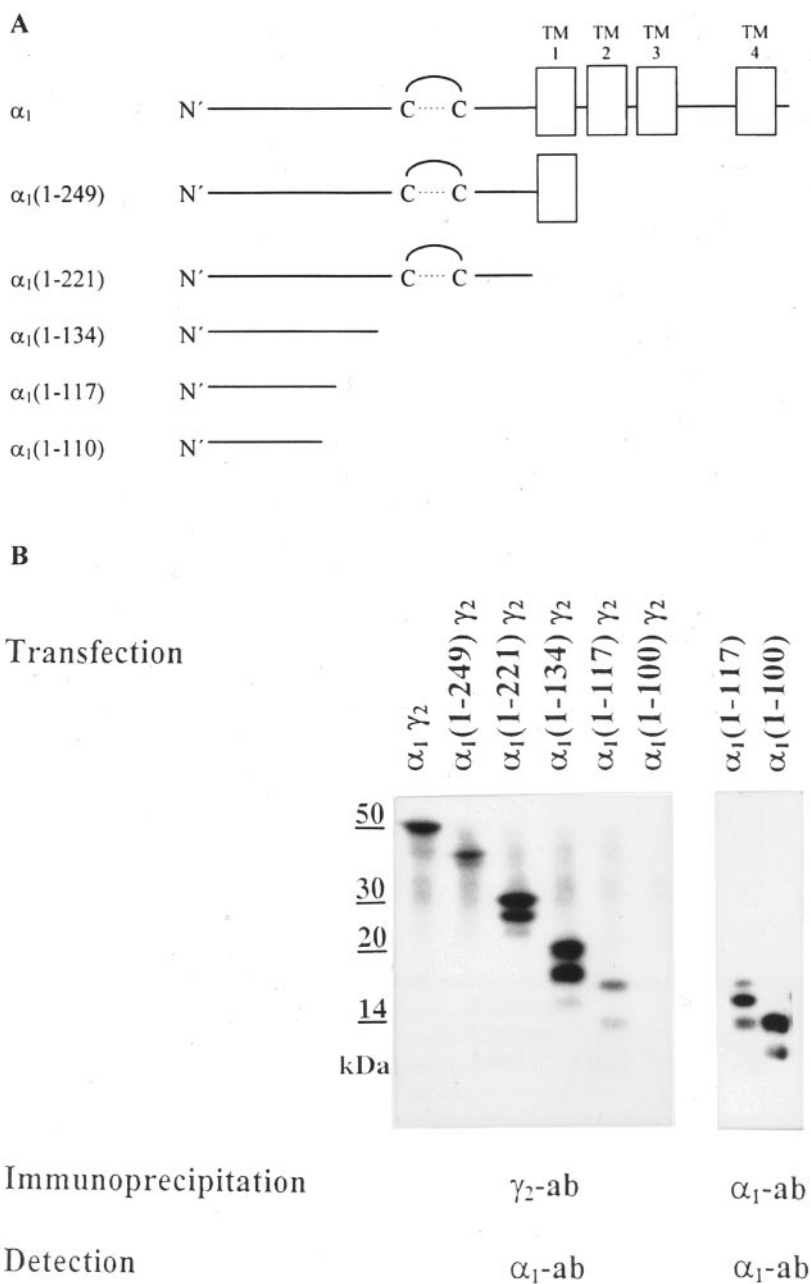 A
TM TM TM TM
1 2 3 4
α₁ N´ C ····· C
α₁(1-249) N´ C ····· C
α₁(1-221) N´ C ····· C
α₁(1-134) N´
α₁(1-117) N´
α₁(1-110) N´
B
Transfection
α₁ γ₂
α₁(1-249) γ₂
α₁(1-221) γ₂
α₁(1-134) γ₂
α₁(1-117) γ₂
α₁(1-100) γ₂
α₁(1-117)
α₁(1-100)
50
30
20
14
kDa
Immunoprecipitation γ₂-ab α₁-ab
Detection α₁-ab α₁-ab